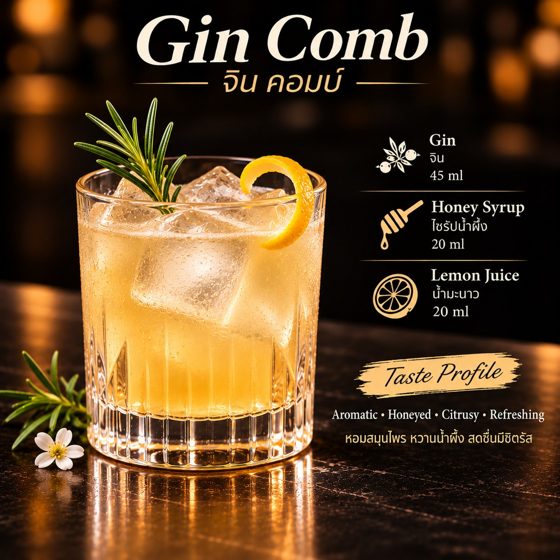 Gin Comb
จิน คอมบ์
Gin
จิน
45 ml
Honey Syrup
ไซรัปน้ำผึ้ง
20 ml
Lemon Juice
น้ำมะนาว
20 ml
Taste Profile
Aromatic • Honeyed • Citrusy • Refreshing
หอมสมุนไพร หวานน้ำผึ้ง สดชื่นมีซิตรัส